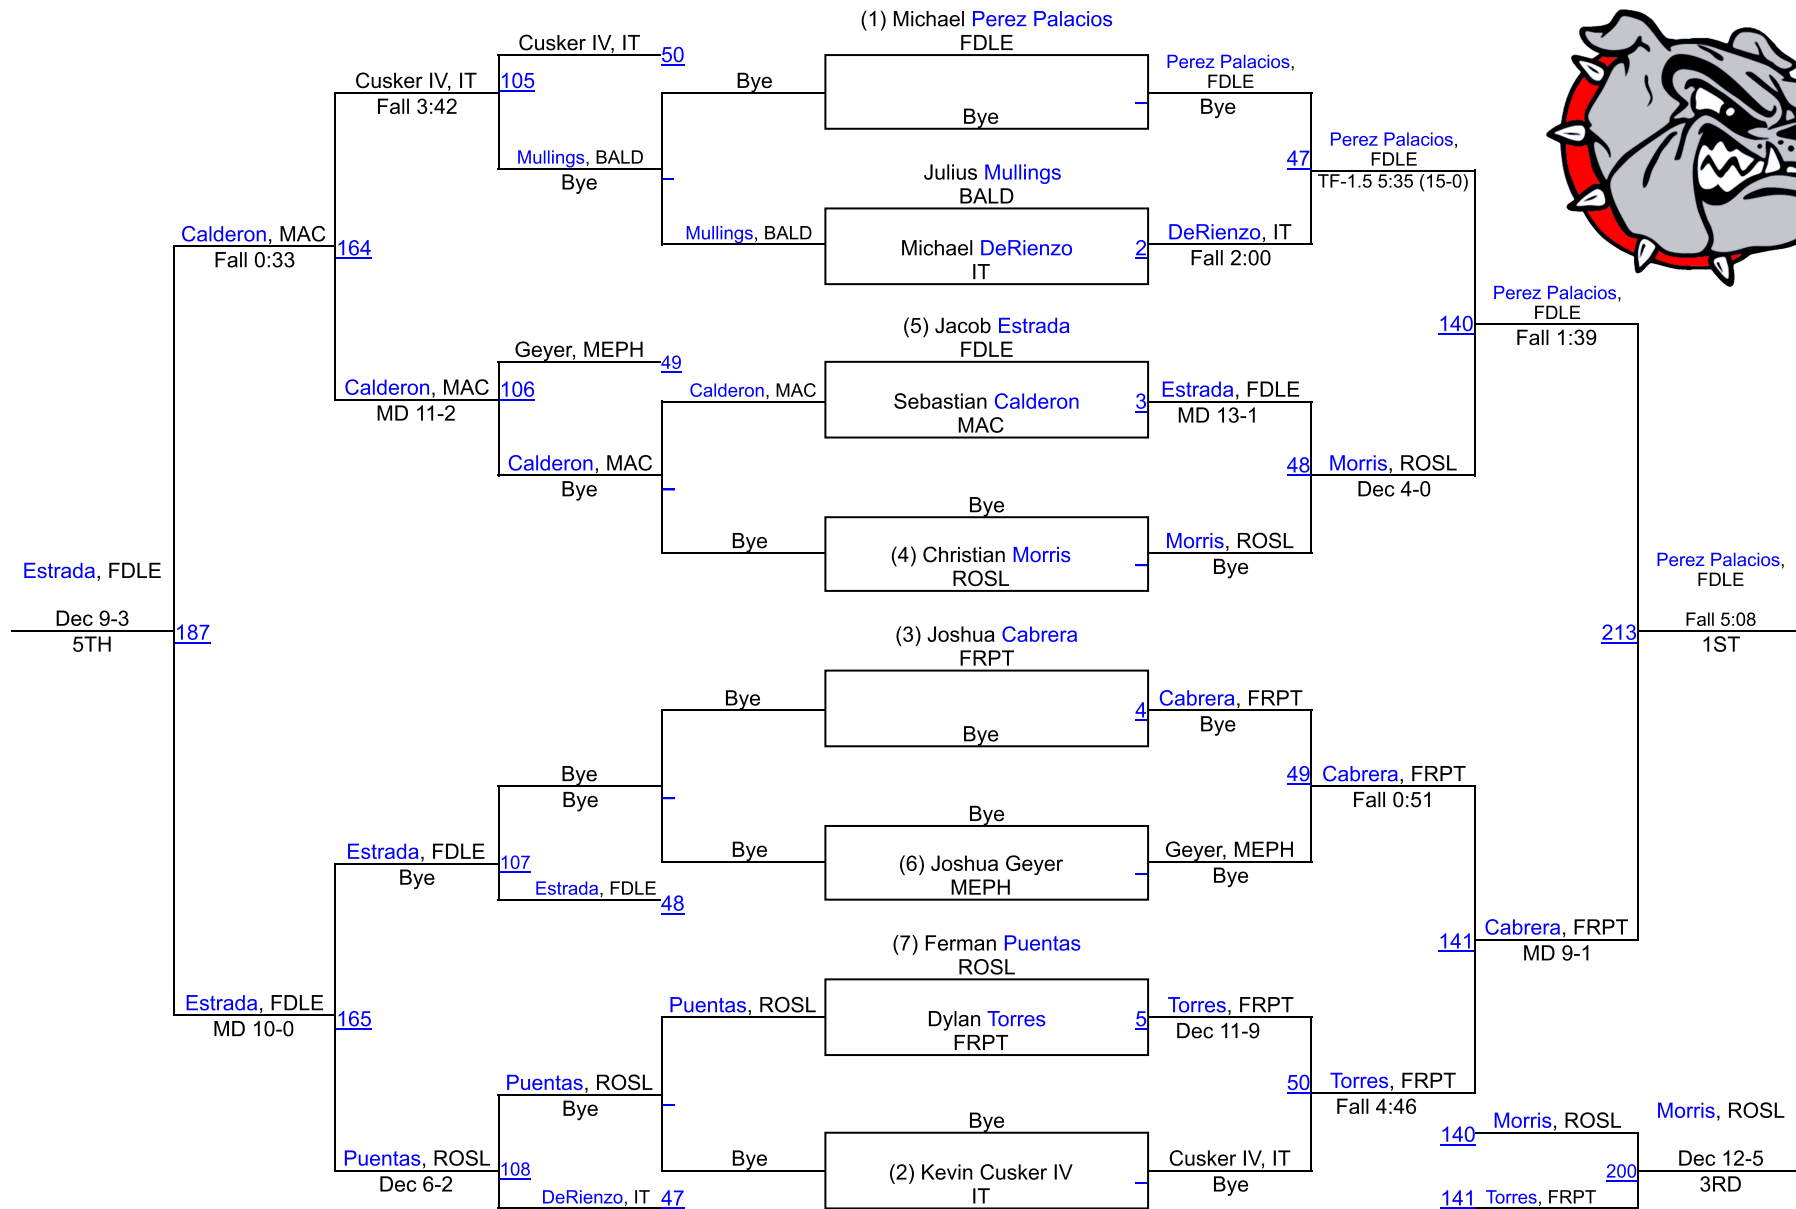 (1) Michael Perez Palacios
FDLE
Bye
Julius Mullings
BALD
Michael DeRienzo
2
IT
(5) Jacob Estrada
FDLE
Sebastian Calderon
3
MAC
Bye
(4) Christian Morris
ROSL
(3) Joshua Cabrera
FRPT
4
Bye
Bye
(6) Joshua Geyer
MEPH
(7) Ferman Puentas
ROSL
Dylan Torres
5
FRPT
Bye
(2) Kevin Cusker IV
IT
Perez Palacios,
FDLE
Bye
47
DeRienzo, IT
Fall 2:00
Estrada, FDLE
MD 13-1
48
Morris, ROSL
Bye
Cabrera, FRPT
Bye
49
Geyer, MEPH
Bye
Torres, FRPT
Dec 11-9
50
Cusker IV, IT
Bye
Perez Palacios,
FDLE
TF-1.5 5:35 (15-0)
140
Morris, ROSL
Dec 4-0
Cabrera, FRPT
Fall 0:51
141
Torres, FRPT
Fall 4:46
Perez Palacios,
FDLE
Fall 1:39
213
Cabrera, FRPT
MD 9-1
Perez Palacios,
FDLE
Fall 5:08
1ST
Morris, ROSL
140
200
141 Torres, FRPT
Morris, ROSL
Dec 12-5
3RD
Bye
Mullings, BALD
Calderon, MAC
Bye
Bye
Bye
Puentas, ROSL
Bye
Cusker IV, IT
50
105
Mullings, BALD
Bye
Geyer, MEPH
49
106
Calderon, MAC
Bye
Bye
Bye
107
Estrada, FDLE
48
Puentas, ROSL
Bye
108
DeRienzo, IT 47
Cusker IV, IT
Fall 3:42
164
Calderon, MAC
MD 11-2
Estrada, FDLE
Bye
165
Puentas, ROSL
Dec 6-2
Calderon, MAC
Fall 0:33
187
Estrada, FDLE
MD 10-0
Estrada, FDLE
Dec 9-3
5TH